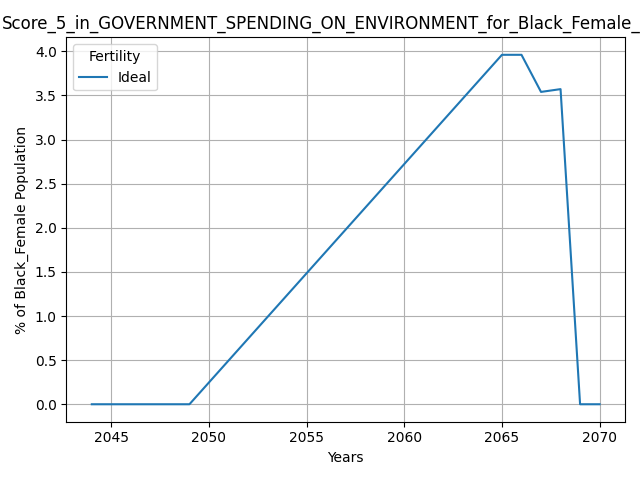 Score_5_in_GOVERNMENT_SPENDING_ON_ENVIRONMENT_for_Black_Female_
Fertility
Ideal
4.0
3.5
3.0
2.5
2.0
1.5
1.0
0.5
0.0
% of Black_Female Population
2045 2050 2055 2060 2065 2070
Years